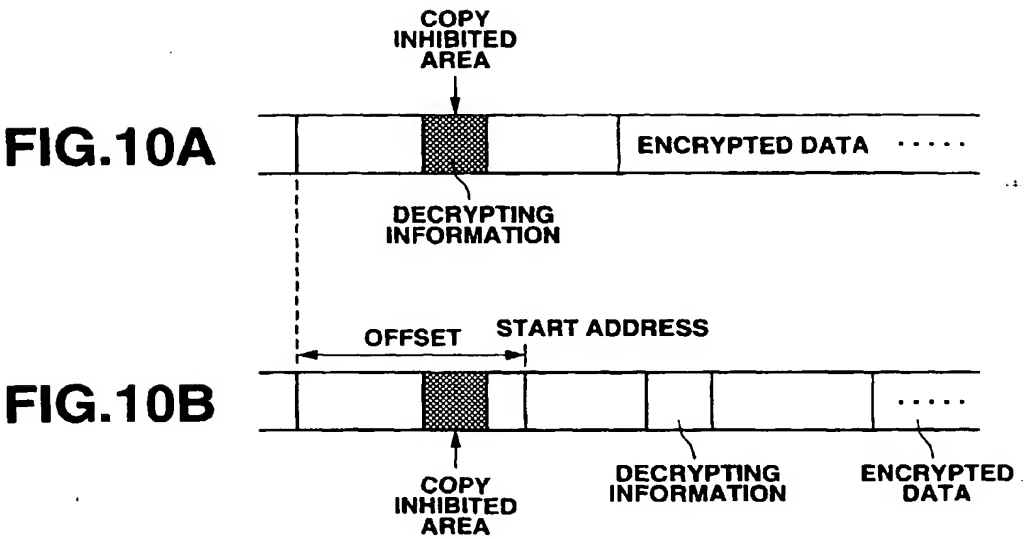 COPY
INHIBITED
AREA
FIG.10A
ENCRYPTED DATA .....
DECRYPTING
INFORMATION
OFFSET
START ADDRESS
FIG.10B
.....
COPY
INHIBITED
AREA
DECRYPTING
INFORMATION
ENCRYPTED
DATA